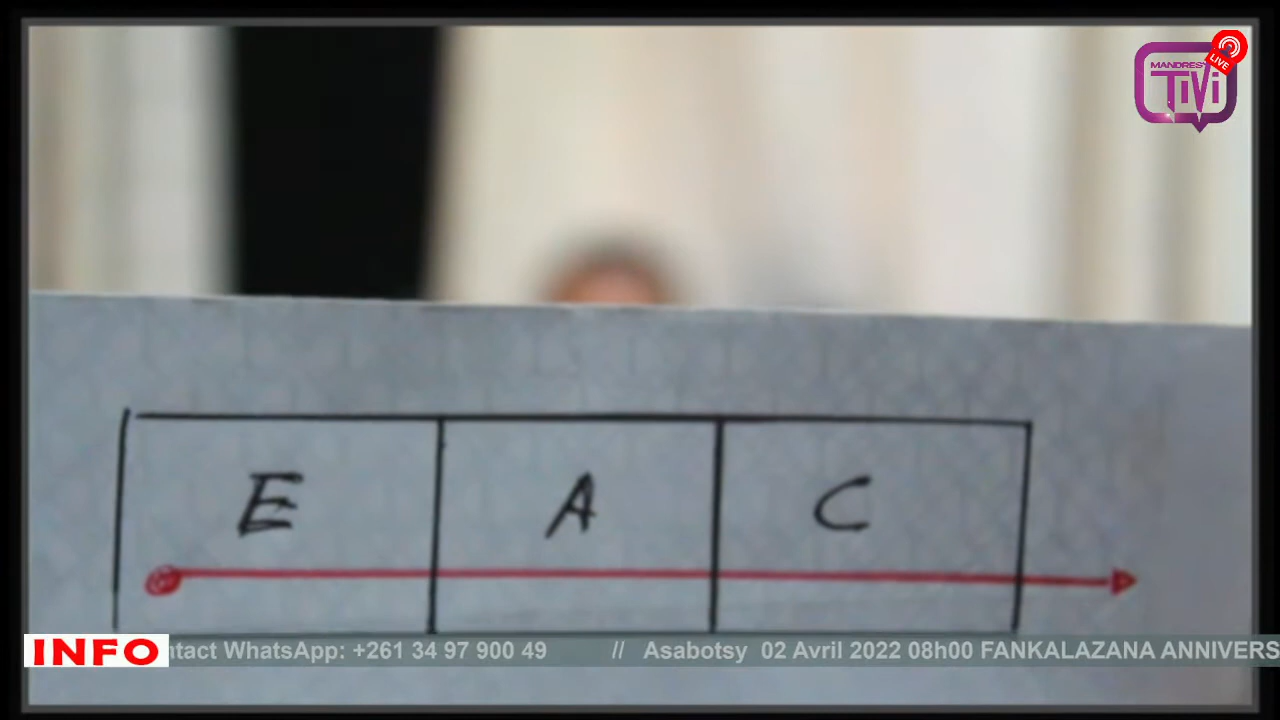 MANDRESY
TiVi
LIVE
E A C
INFO
ntact WhatsApp: +261 34 97 900 49 // Asabotsy 02 Avril 2022 08h00 FANKALAZANA ANNIVERS